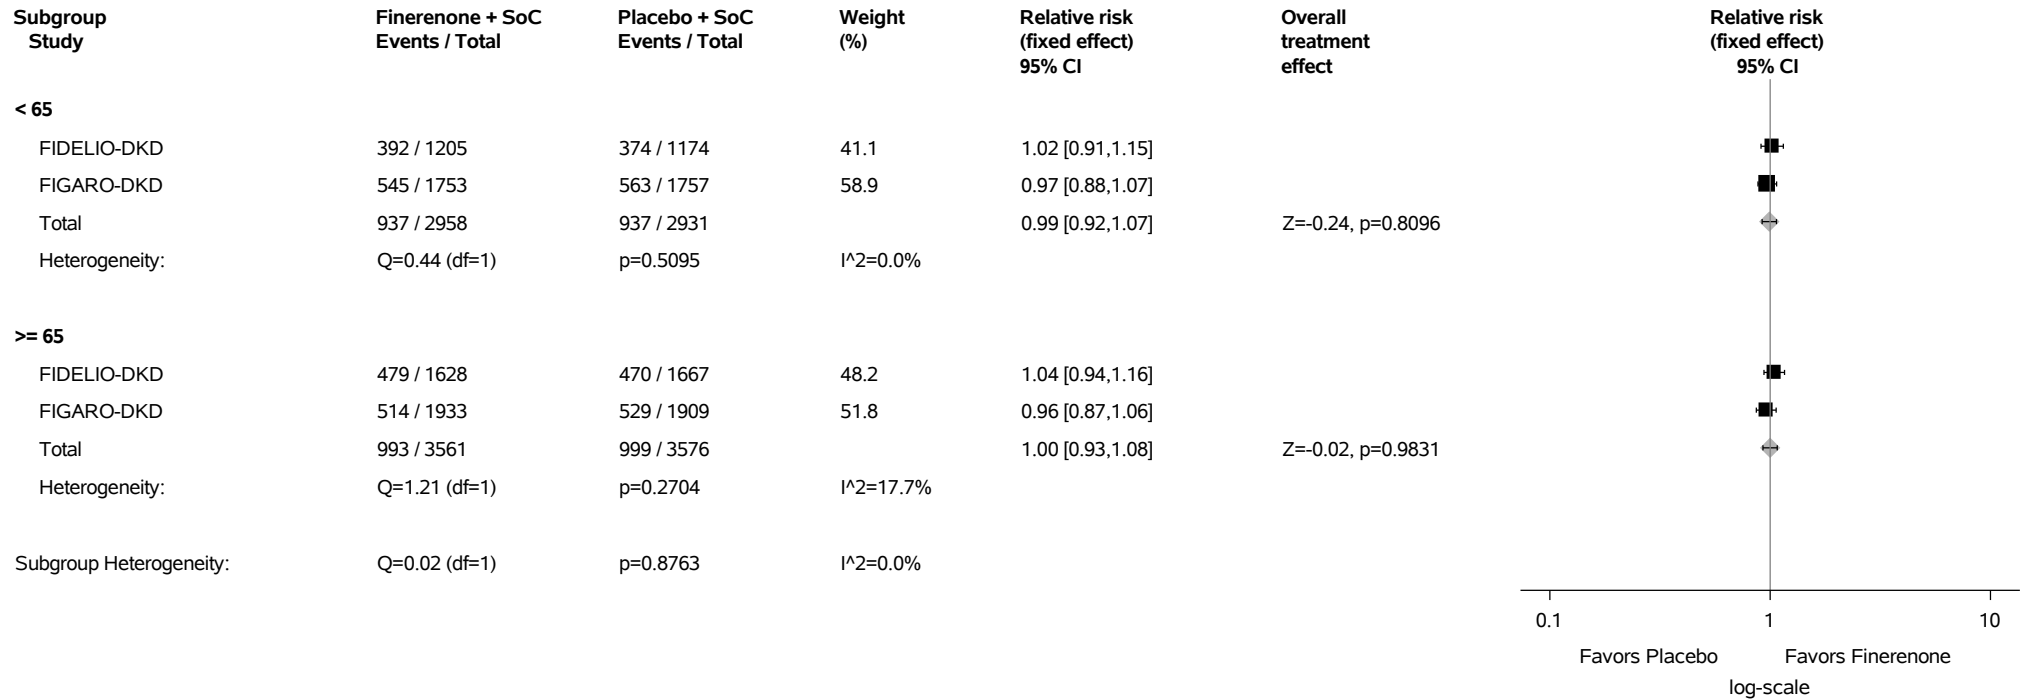 Subgroup Finerenone + SoC Placebo + SoC Weight Relative risk Overall Relative risk
Study Events / Total Events / Total (%) (fixed effect) treatment (fixed effect)
95% CI effect 95% CI
< 65
FIDELIO-DKD 392 / 1205 374 / 1174 41.1 1.02 [0.91,1.15]
FIGARO-DKD 545 / 1753 563 / 1757 58.9 0.97 [0.88,1.07]
Total 937 / 2958 937 / 2931 0.99 [0.92,1.07] Z=-0.24, p=0.8096
Heterogeneity: Q=0.44 (df=1) p=0.5095 I^2=0.0%
>= 65
FIDELIO-DKD 479 / 1628 470 / 1667 48.2 1.04 [0.94,1.16]
FIGARO-DKD 514 / 1933 529 / 1909 51.8 0.96 [0.87,1.06]
Total 993 / 3561 999 / 3576 1.00 [0.93,1.08] Z=-0.02, p=0.9831
Heterogeneity: Q=1.21 (df=1) p=0.2704 I^2=17.7%
Subgroup Heterogeneity: Q=0.02 (df=1) p=0.8763 I^2=0.0%
0.1 1 10
Favors Placebo Favors Finerenone
log-scale